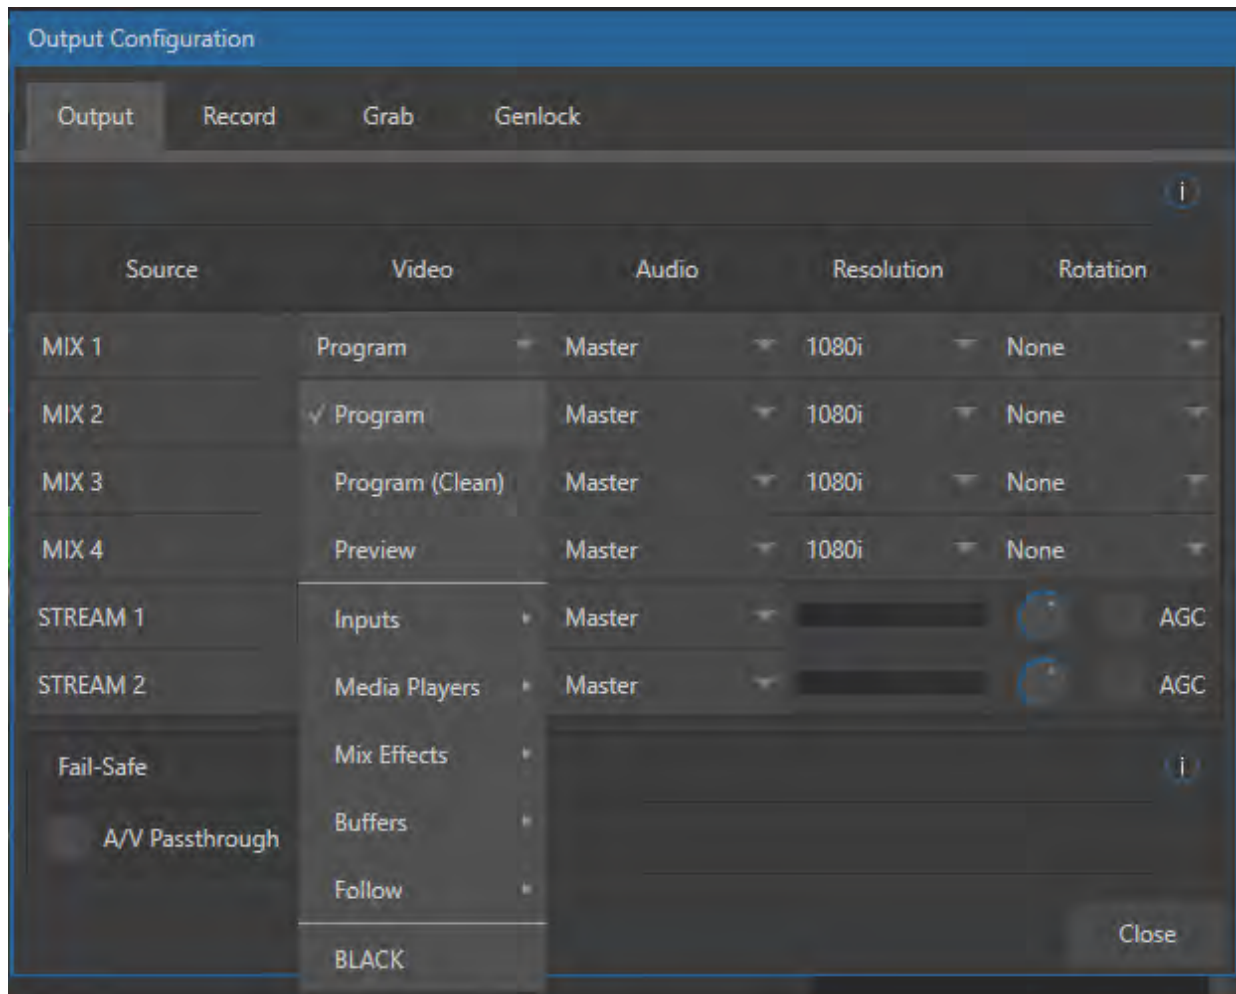 Output Configuration
Output Record Grab Genlock
i
Source Video Audio Resolution Rotation
MIX 1 Program Master 1080i None
MIX 2 ✓ Program Master 1080i None
MIX 3 Program (Clean) Master 1080i None
MIX 4 Preview Master 1080i None
STREAM 1 Inputs Master AGC
STREAM 2 Media Players Master AGC
Fail-Safe Mix Effects i
A/V Passthrough Buffers
Follow
Close
BLACK